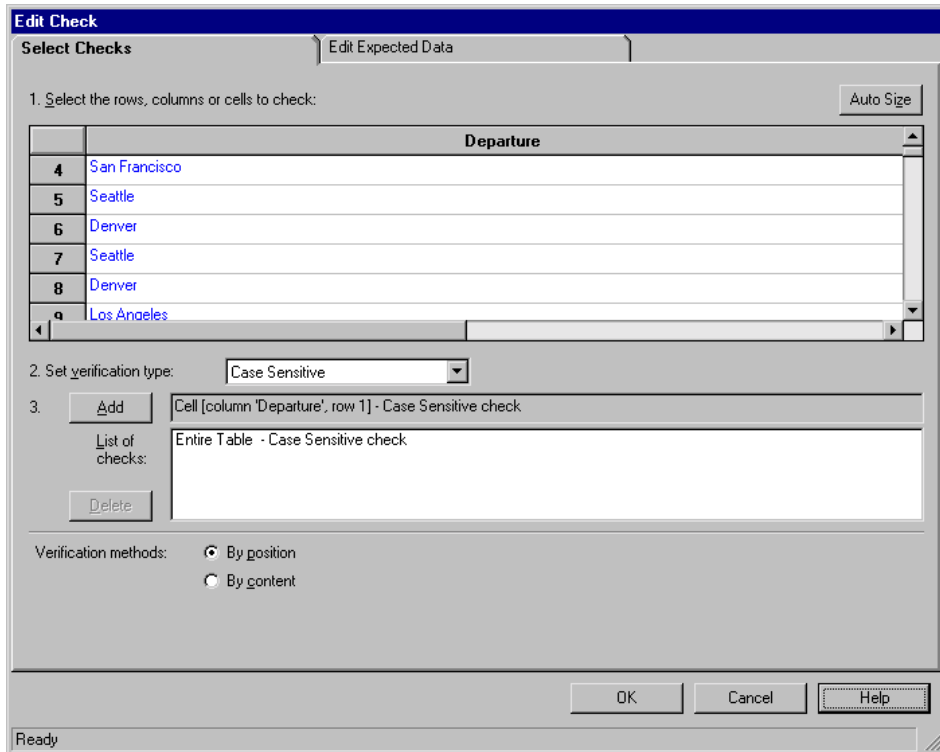 Edit Check
Select Checks
Edit Expected Data
1. Select the rows, columns or cells to check:
Auto Size
Departure
4 San Francisco
5 Seattle
6 Denver
7 Seattle
8 Denver
9 Los Angeles
2. Set verification type: Case Sensitive
3. Add Cell [column 'Departure', row 1] - Case Sensitive check
List of checks:
Entire Table - Case Sensitive check
Delete
Verification methods: By position
By content
OK Cancel Help
Ready